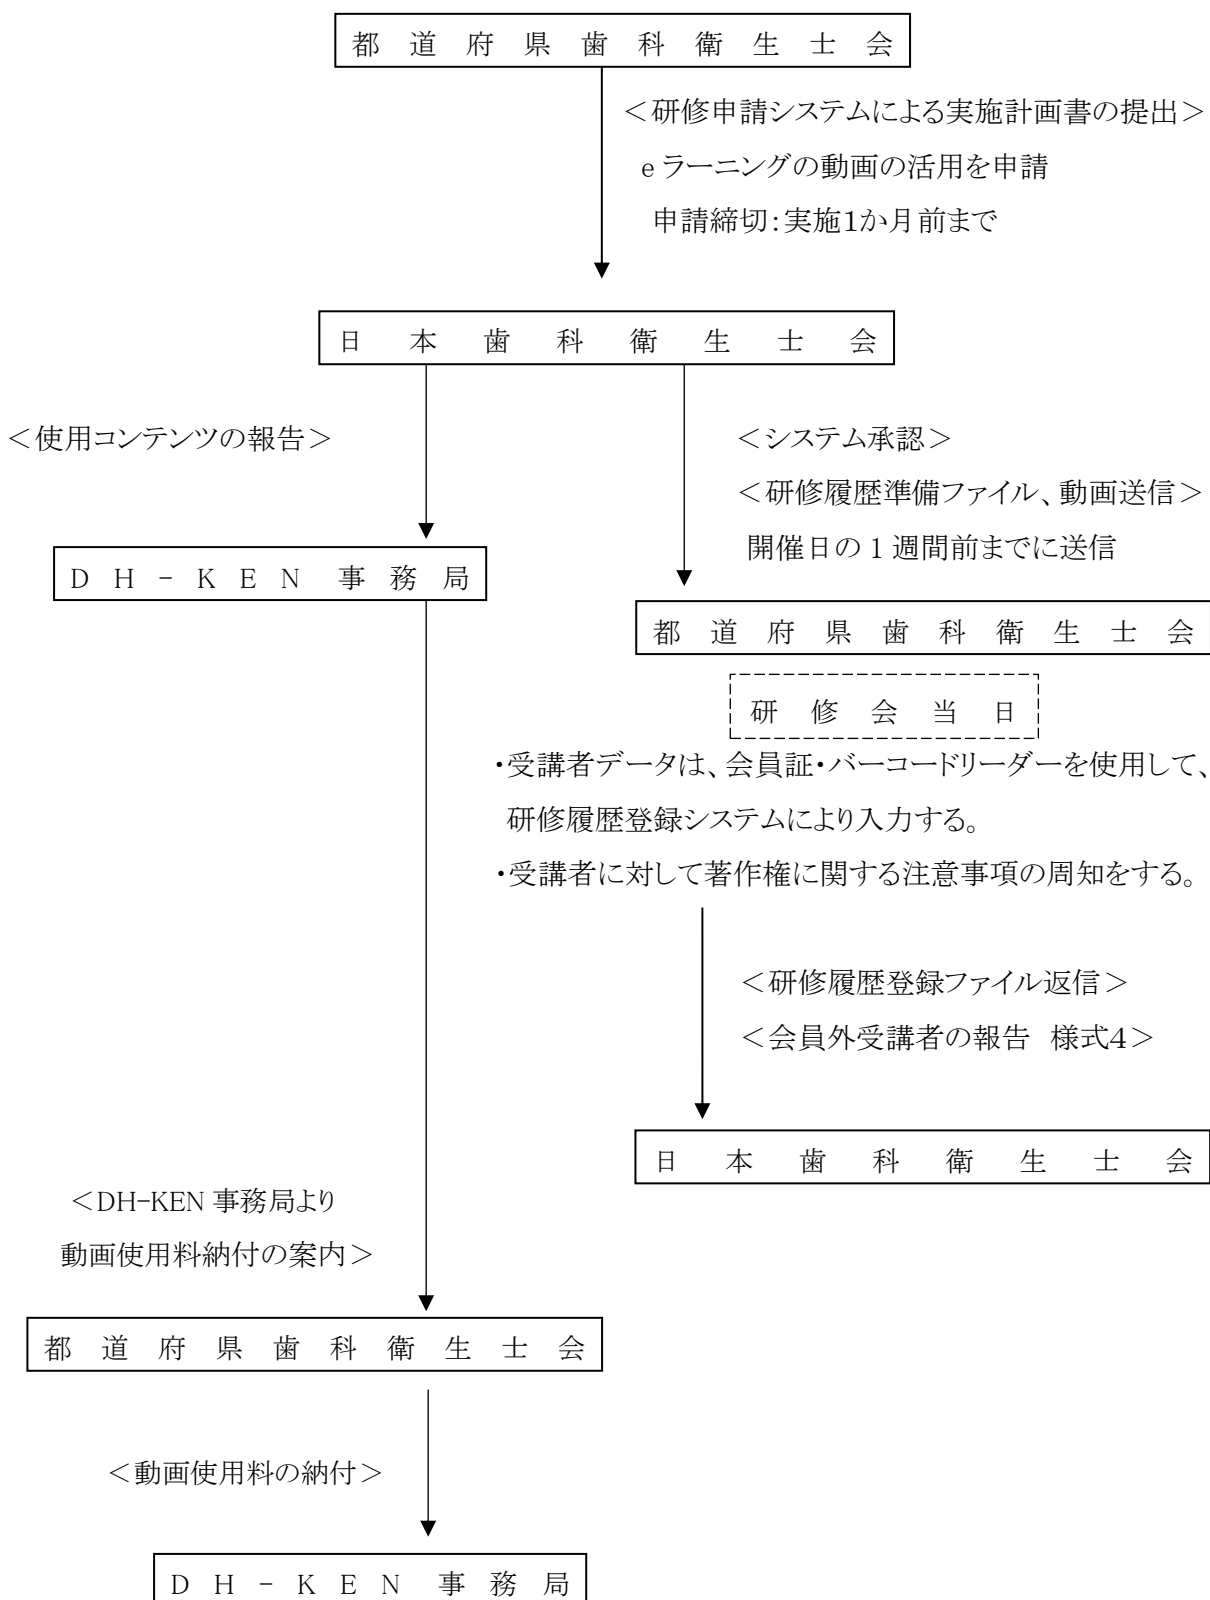 都道府県歯科衛生士会
＜研修申請システムによる実施計画書の提出＞
eラーニングの動画の活用を申請
申請締切：実施1か月前まで
日本歯科衛生士会
＜使用コンテンツの報告＞
＜システム承認＞
＜研修履歴準備ファイル、動画送信＞
開催日の1週間前までに送信
DH-KEN事務局
都道府県歯科衛生士会
研修会当日
・受講者データは、会員証・バーコードリーダーを使用して、
研修履歴登録システムにより入力する。
・受講者に対して著作権に関する注意事項の周知をする。
＜研修履歴登録ファイル返信＞
＜会員外受講者の報告　様式4＞
日本歯科衛生士会
＜DH-KEN事務局より
動画使用料納付の案内＞
都道府県歯科衛生士会
＜動画使用料の納付＞
DH-KEN事務局